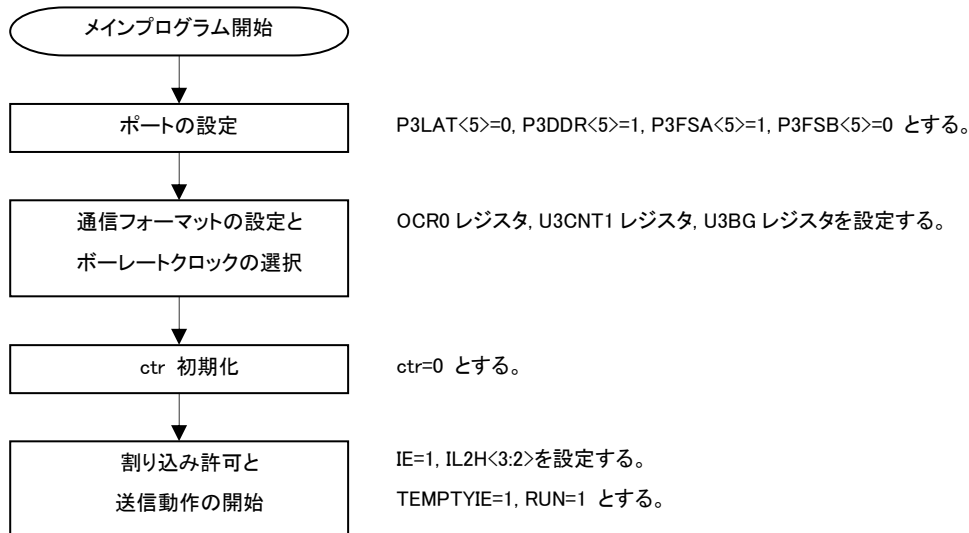 メインプログラム開始
ポートの設定
P3LAT<5>=0, P3DDR<5>=1, P3FSA<5>=1, P3FSB<5>=0 とする。
通信フォーマットの設定と
ボーレートクロックの選択
OCR0 レジスタ, U3CNT1 レジスタ, U3BG レジスタを設定する。
ctr 初期化
ctr=0 とする。
割り込み許可と
送信動作の開始
IE=1, IL2H<3:2>を設定する。
TEMPTYIE=1, RUN=1 とする。